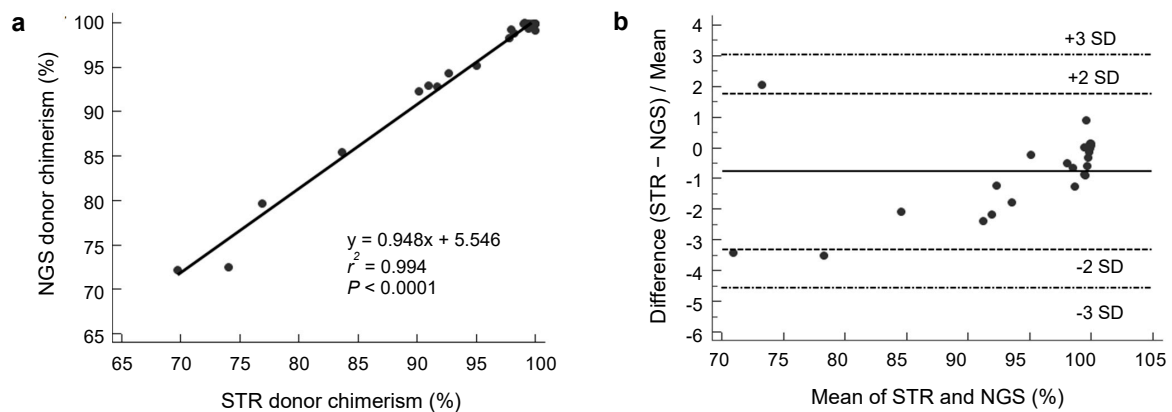 a
NGS donor chimerism (%)
100
95
90
85
80
75
70
65
y = 0.948x + 5.546
r² = 0.994
P < 0.0001
65 70 75 80 85 90 95 100
STR donor chimerism (%)
b
Difference (STR − NGS) / Mean
4
3
2
1
0
-1
-2
-3
-4
-5
-6
+3 SD
+2 SD
-2 SD
-3 SD
70 75 80 85 90 95 100 105
Mean of STR and NGS (%)